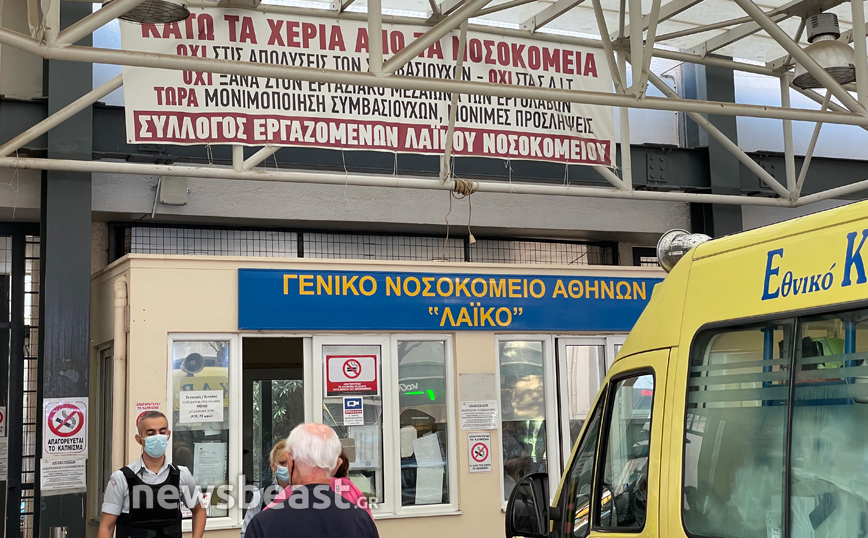 ΚΑΤΩ ΤΑ ΧΕΡΙΑ ΑΠΟ ΤΑ ΝΟΣΟΚΟΜΕΙΑ
ΟΧΙ ΣΤΙΣ ΑΠΟΛΥΣΕΙΣ ΤΩΝ ΣΥΜΒΑΣΙΟΥΧΩΝ - ΟΧΙ ΣΤΑ Σ.Δ.Ι.Τ.
ΟΧΙ ΞΑΝΑ ΣΤΟΝ ΕΡΓΑΣΙΑΚΟ ΜΕΣΑΙΩΝΑ ΤΩΝ ΕΡΓΟΛΑΒΩΝ
ΤΩΡΑ ΜΟΝΙΜΟΠΟΙΗΣΗ ΣΥΜΒΑΣΙΟΥΧΩΝ, ΜΟΝΙΜΕΣ ΠΡΟΣΛΗΨΕΙΣ
ΣΥΛΛΟΓΟΣ ΕΡΓΑΖΟΜΕΝΩΝ ΛΑΪΚΟΥ ΝΟΣΟΚΟΜΕΙΟΥ
ΓΕΝΙΚΟ ΝΟΣΟΚΟΜΕΙΟ ΑΘΗΝΩΝ
"ΛΑΪΚΟ"
Εθνικό Κ
ΑΠΑΓΟΡΕΥΕΤΑΙ
ΤΟ ΚΑΠΝΙΣΜΑ
newsbeast.GR